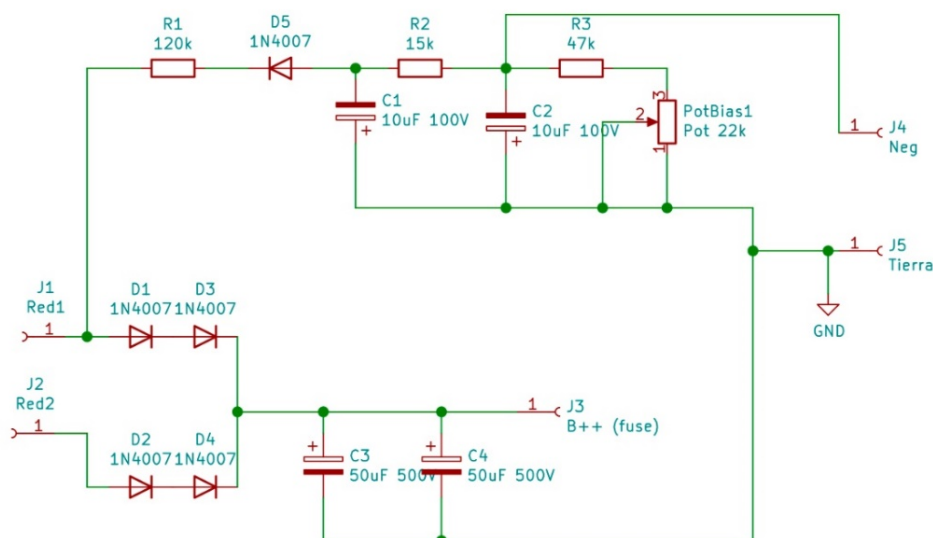 R1
120k
D5
1N4007
R2
15k
R3
47k
C1
10uF 100V
+
C2
10uF 100V
+
3
2
1
PotBias1
Pot 22k
1
J4
Neg
1
J5
Tierra
GND
J1
Red1
1
D1
1N4007
D3
1N4007
J2
Red2
1
D2
1N4007
D4
1N4007
1
J3
B++ (fuse)
+
C3
50uF 500V
+
C4
50uF 500V